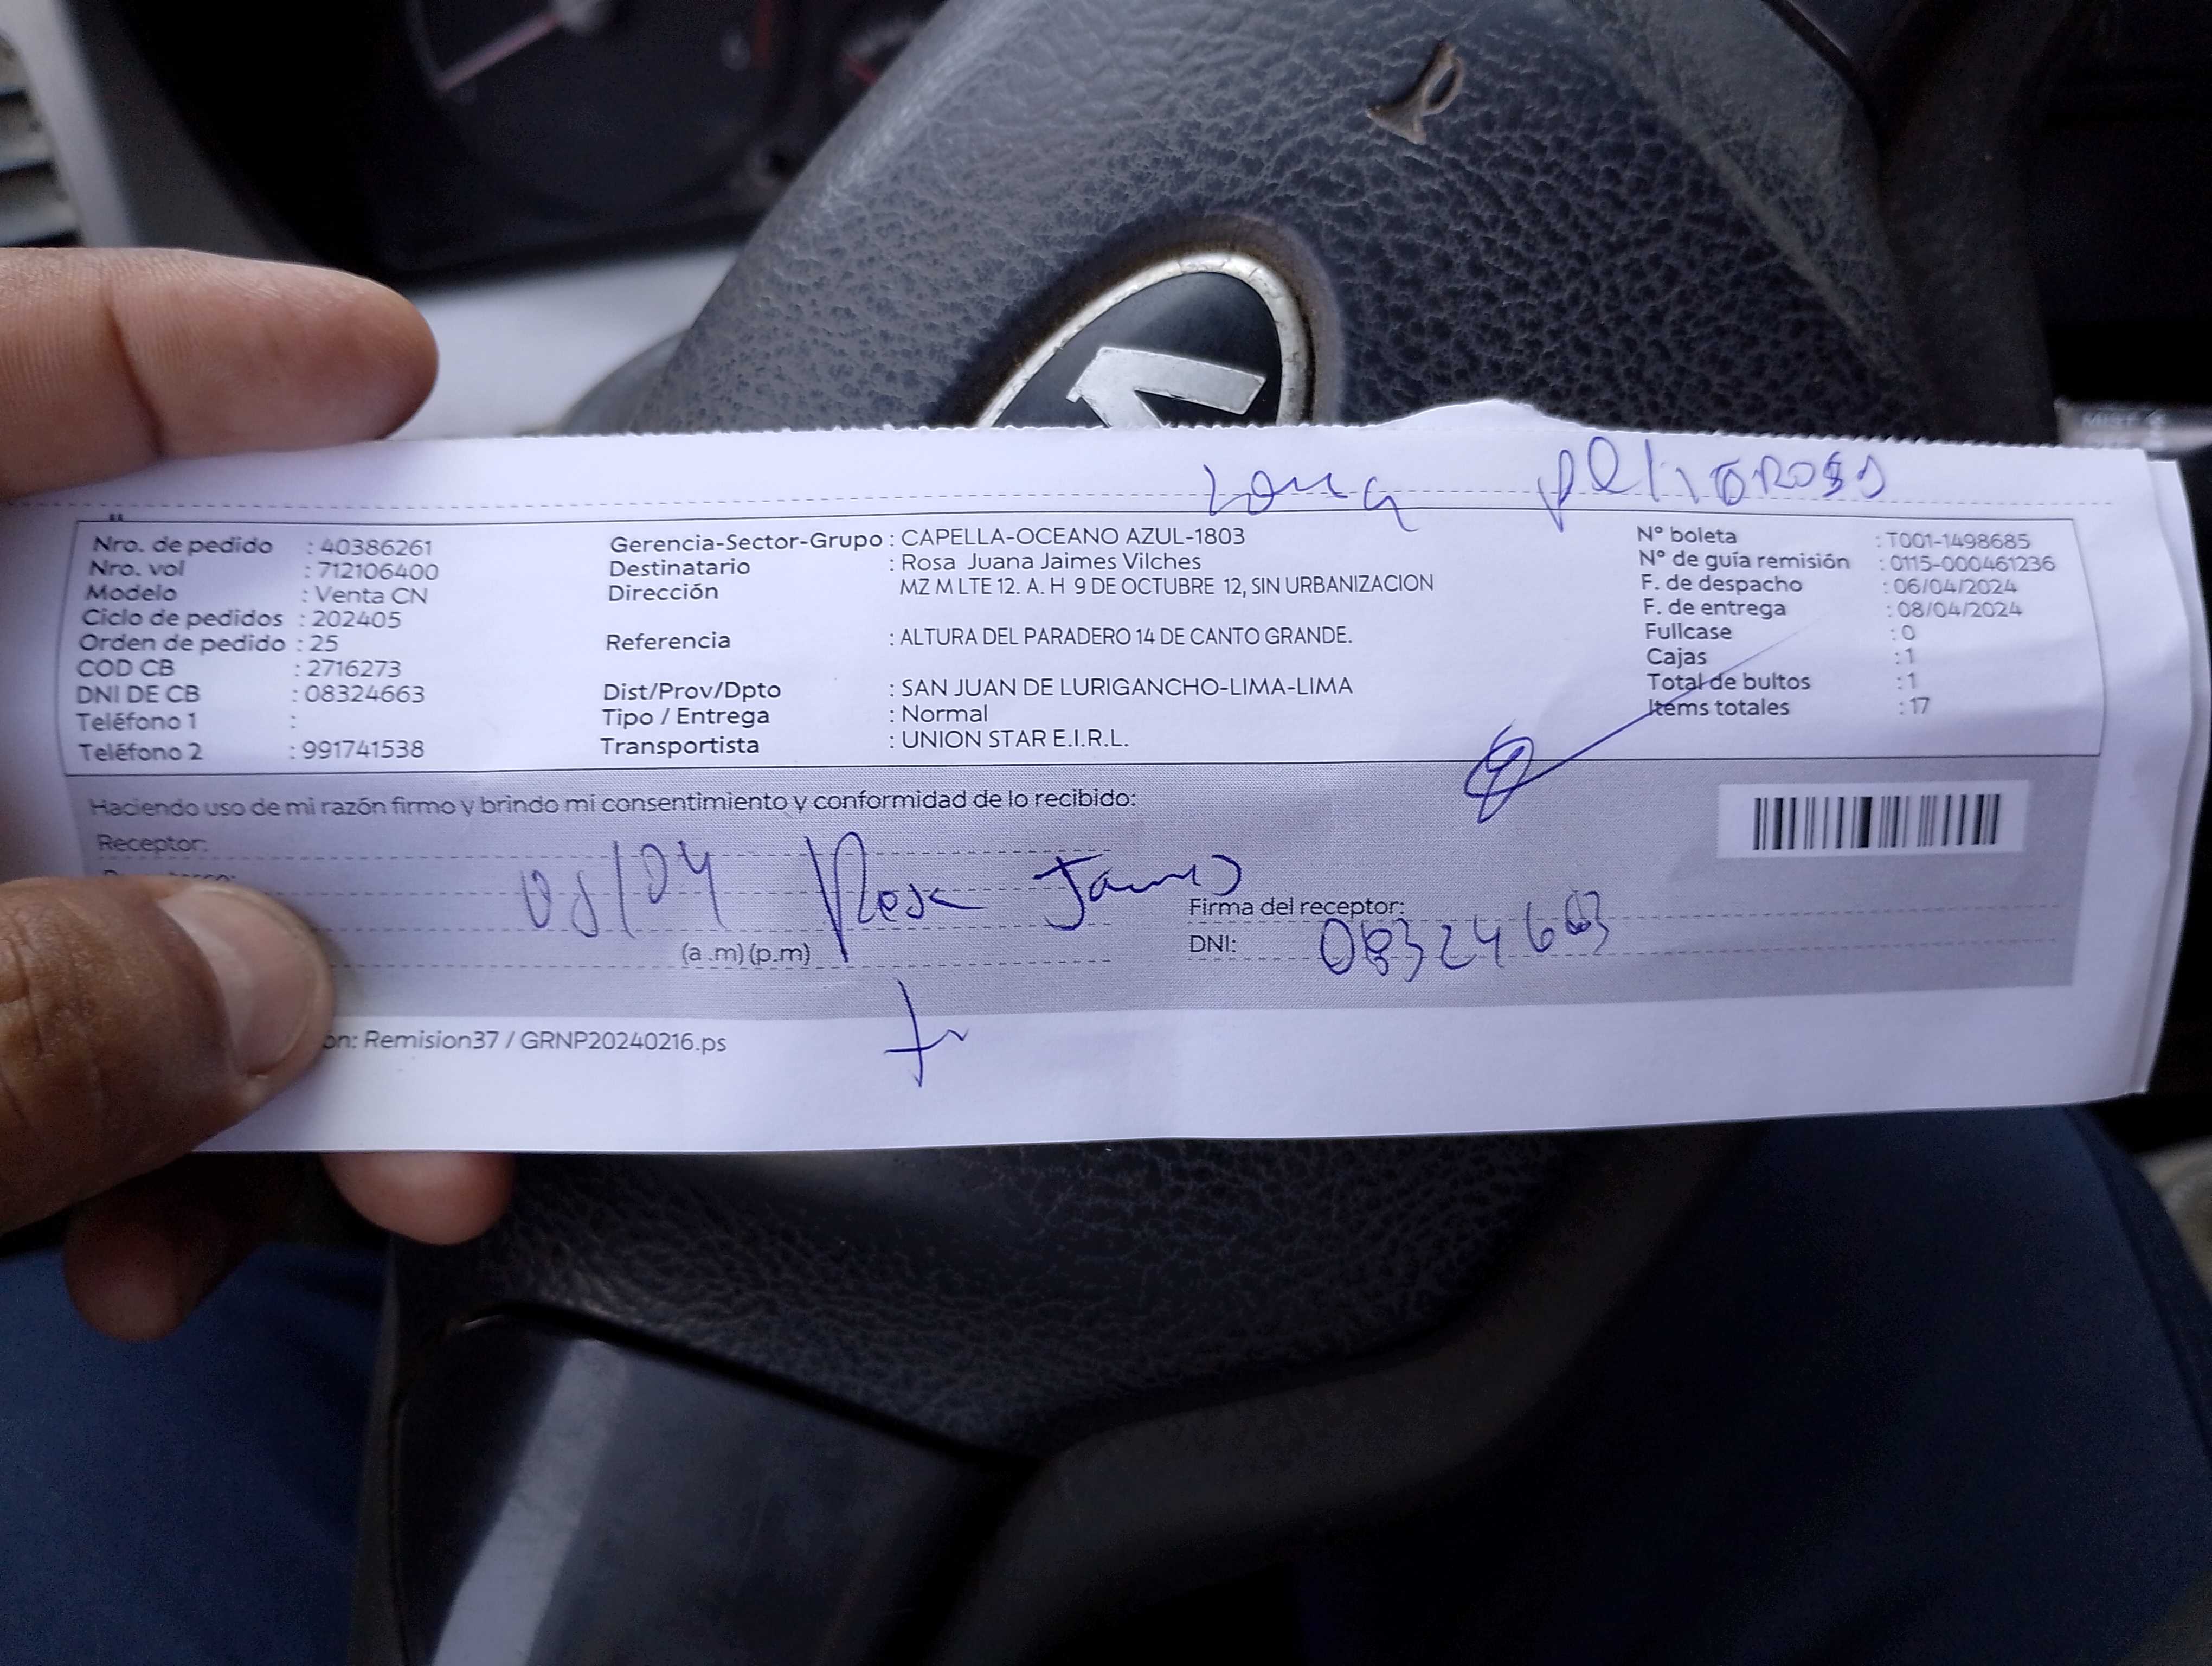 zona peligrosa
Nro. de pedido : 40386261
Nro. vol : 712106400
Modelo : Venta CN
Ciclo de pedidos : 202405
Orden de pedido : 25
COD CB : 2716273
DNI DE CB : 08324663
Teléfono 1 :
Teléfono 2 : 991741538
Gerencia-Sector-Grupo : CAPELLA-OCEANO AZUL-1803
Destinatario : Rosa Juana Jaimes Vilches
Dirección MZ M LTE 12. A. H 9 DE OCTUBRE 12, SIN URBANIZACION
Referencia : ALTURA DEL PARADERO 14 DE CANTO GRANDE.
Dist/Prov/Dpto : SAN JUAN DE LURIGANCHO-LIMA-LIMA
Tipo / Entrega : Normal
Transportista : UNION STAR E.I.R.L.
N° boleta : T001-1498685
N° de guía remisión : 0115-000461236
F. de despacho : 06/04/2024
F. de entrega : 08/04/2024
Fullcase : 0
Cajas : 1
Total de bultos : 1
Items totales : 17
Haciendo uso de mi razón firmo y brindo mi consentimiento y conformidad de lo recibido:
Receptor:
08/04 Rosa Jaimes
Firma del receptor:
(a .m) (p.m)
DNI: 08324663
on: Remision37 / GRNP20240216.ps